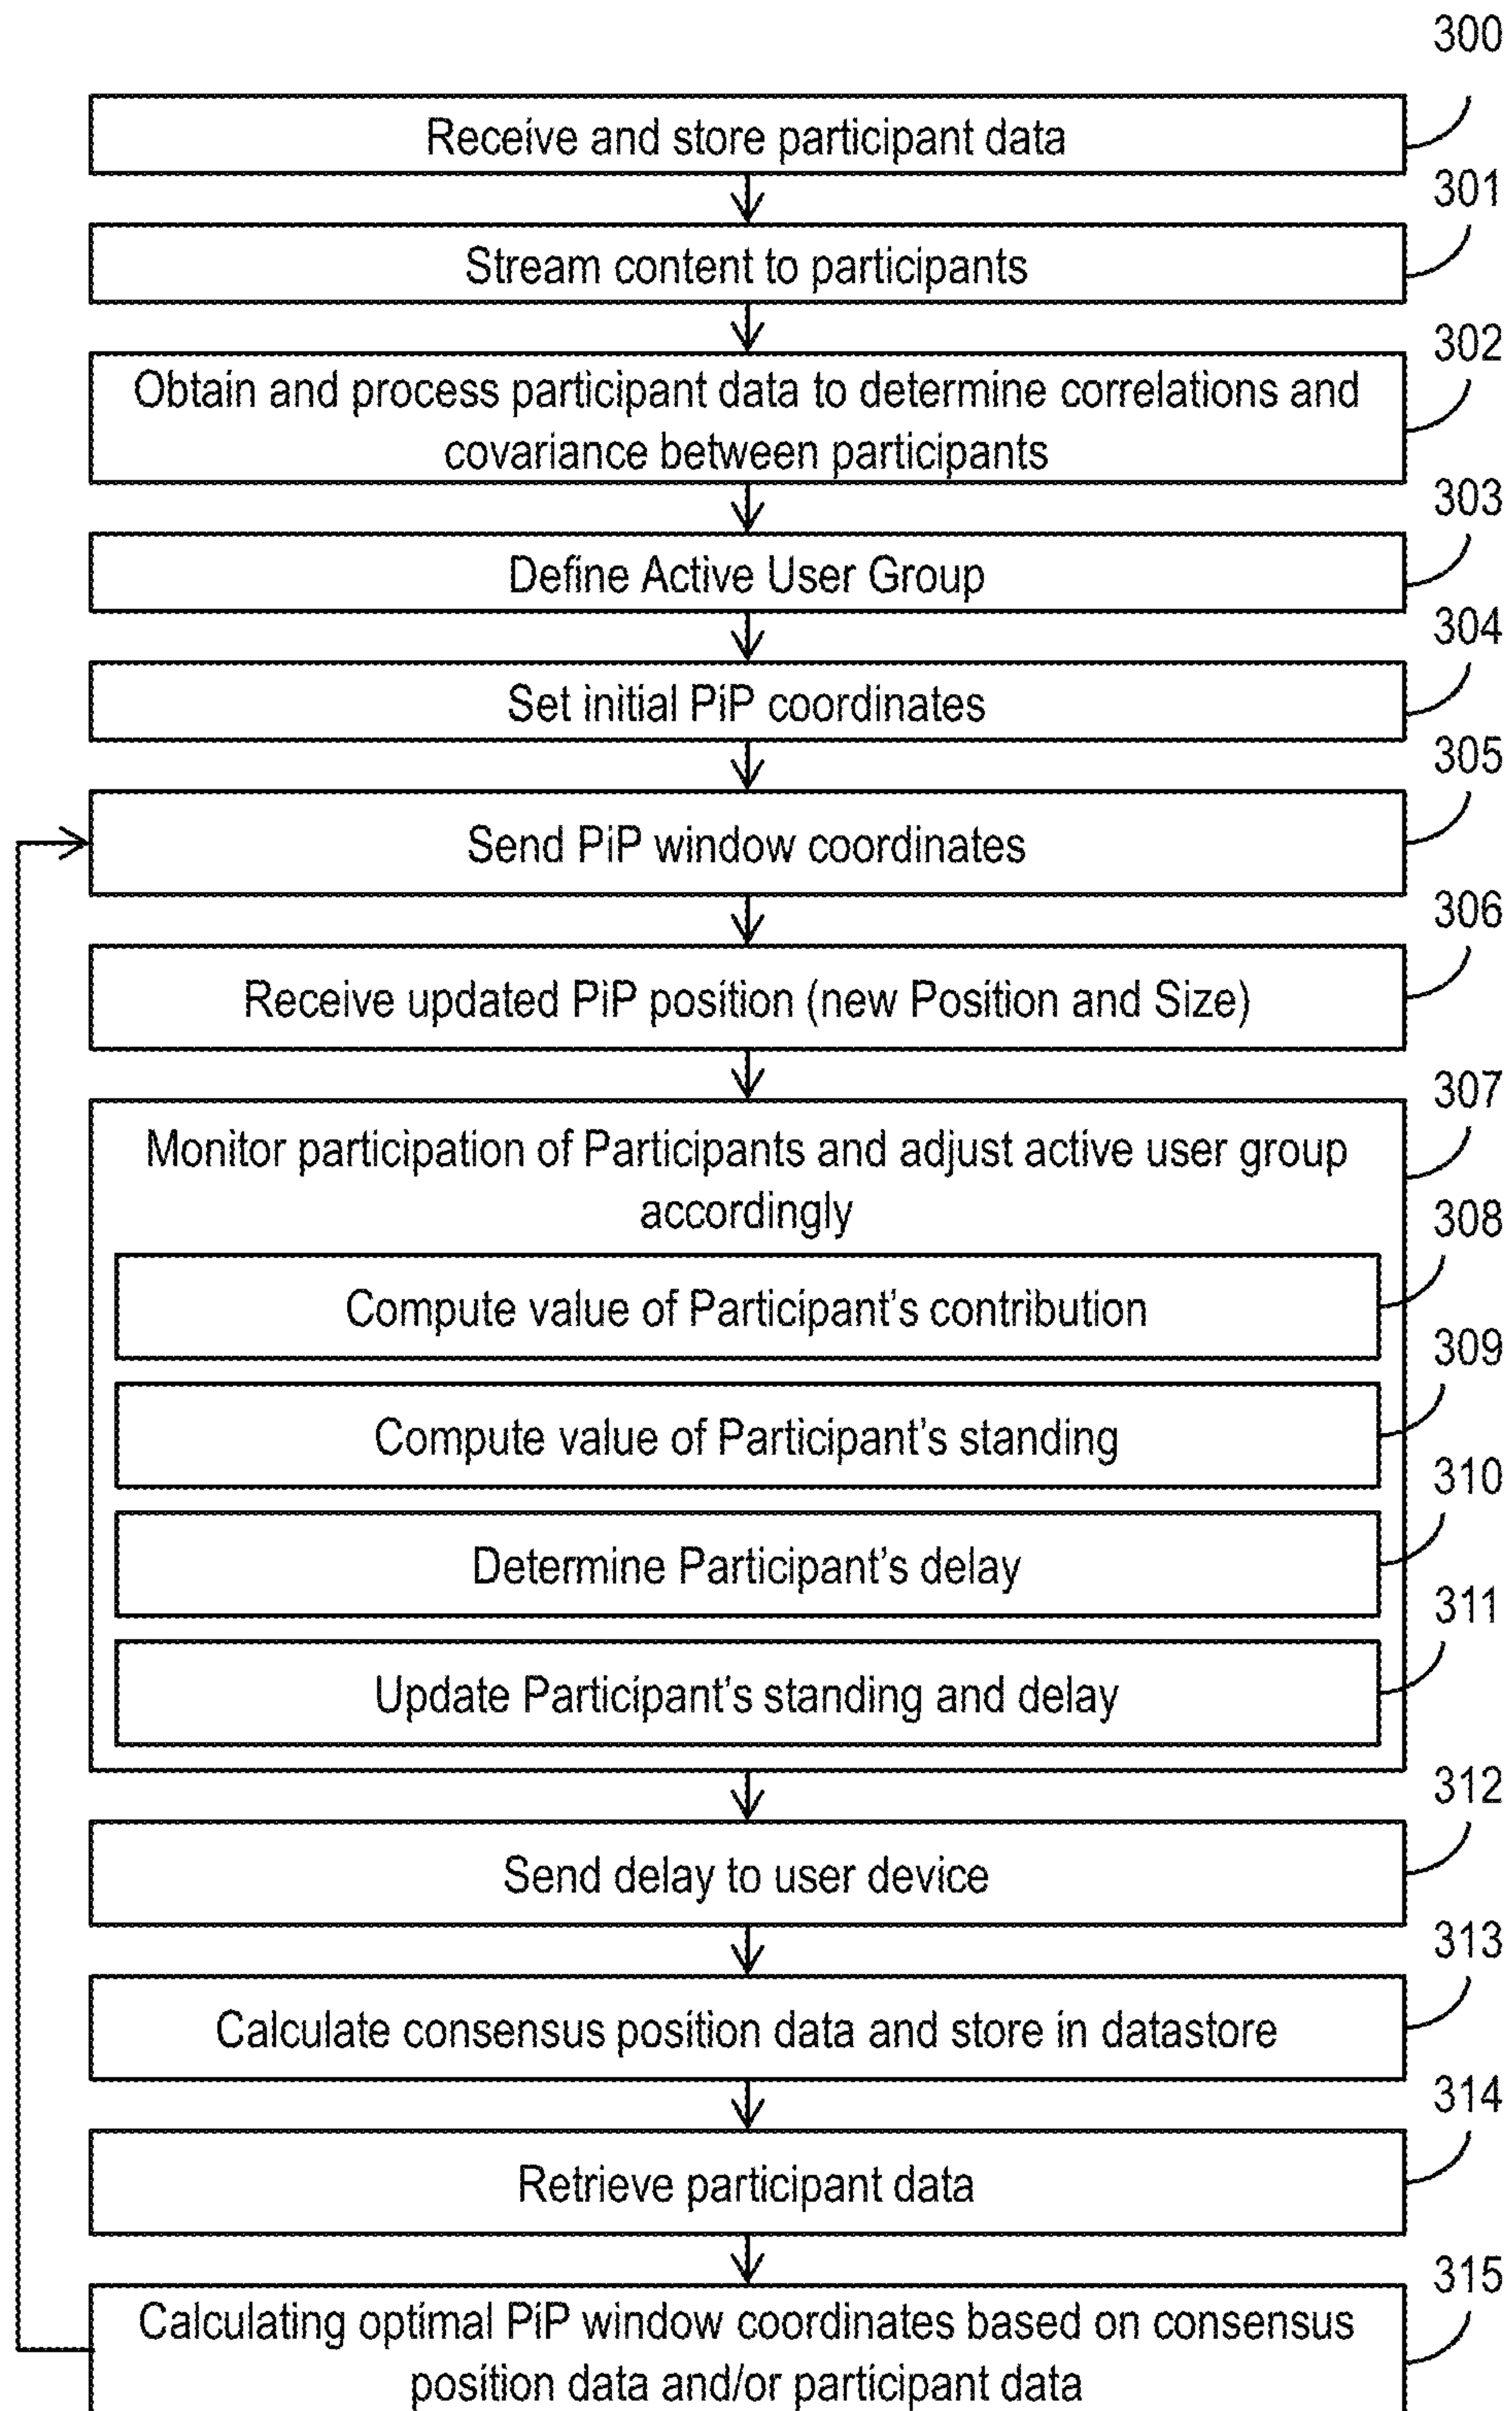 300
Receive and store participant data
301
Stream content to participants
302
Obtain and process participant data to determine correlations and
covariance between participants
303
Define Active User Group
304
Set initial PiP coordinates
305
Send PiP window coordinates
306
Receive updated PiP position (new Position and Size)
307
Monitor participation of Participants and adjust active user group
accordingly
308
Compute value of Participant's contribution
309
Compute value of Participant's standing
310
Determine Participant's delay
311
Update Participant's standing and delay
312
Send delay to user device
313
Calculate consensus position data and store in datastore
314
Retrieve participant data
315
Calculating optimal PiP window coordinates based on consensus
position data and/or participant data